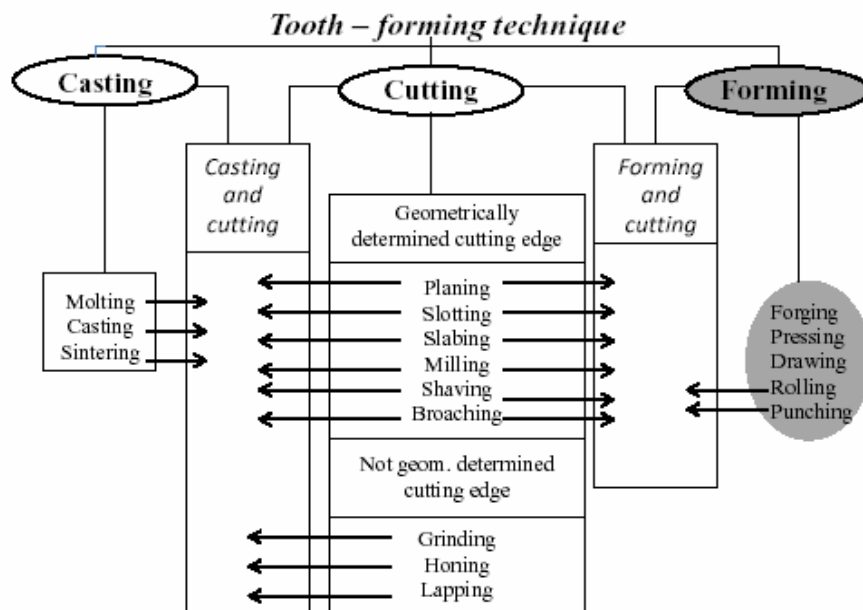 Tooth – forming technique
Casting
Cutting
Forming
Casting
and
cutting
Forming
and
cutting
Geometrically
determined cutting edge
Molting
Casting
Sintering
Planing
Slotting
Slabing
Milling
Shaving
Broaching
Forging
Pressing
Drawing
Rolling
Punching
Not geom. determined
cutting edge
Grinding
Honing
Lapping